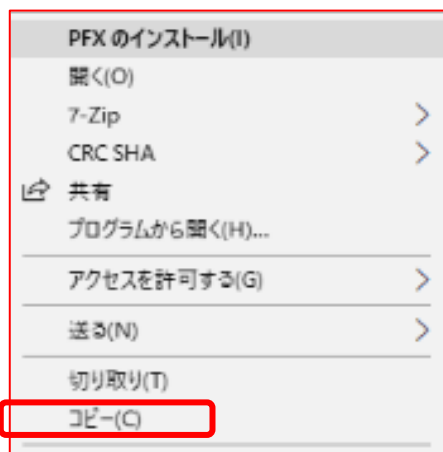 PFX のインストール(I)
開く(O)
7-Zip
CRC SHA
共有
プログラムから開く(H)...
アクセスを許可する(G)
送る(N)
切り取り(T)
コピー(C)